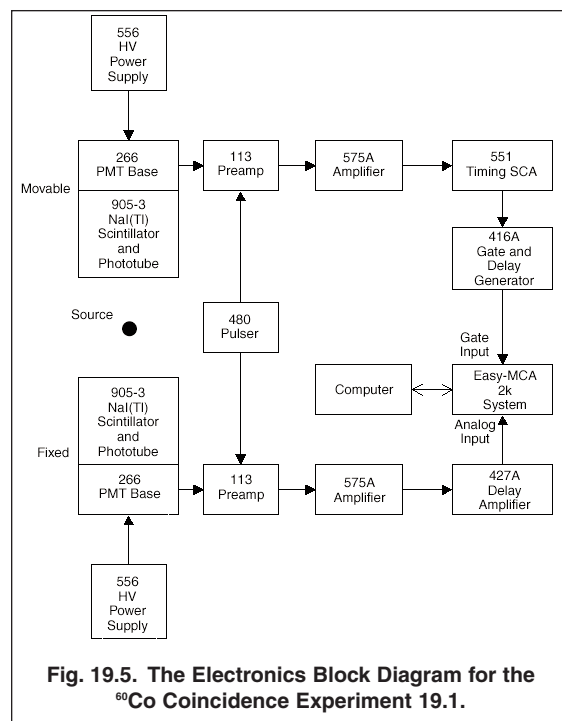 556
HV
Power
Supply
266
PMT Base
113
Preamp
575A
Amplifier
551
Timing SCA
Movable
905-3
NaI(Tl)
Scintillator
and
Phototube
416A
Gate and
Delay
Generator
Source
480
Pulser
Gate
Input
Computer
Easy-MCA
2k
System
Analog
Input
905-3
NaI(Tl)
Scintillator
and
Phototube
Fixed
266
PMT Base
113
Preamp
575A
Amplifier
427A
Delay
Amplifier
556
HV
Power
Supply
Fig. 19.5. The Electronics Block Diagram for the
⁶⁰Co Coincidence Experiment 19.1.